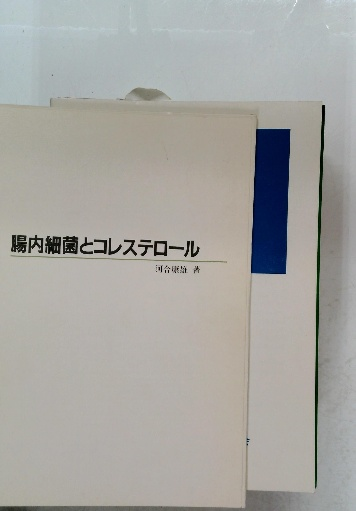 腸内細菌とコレステロール
河合康雄 著